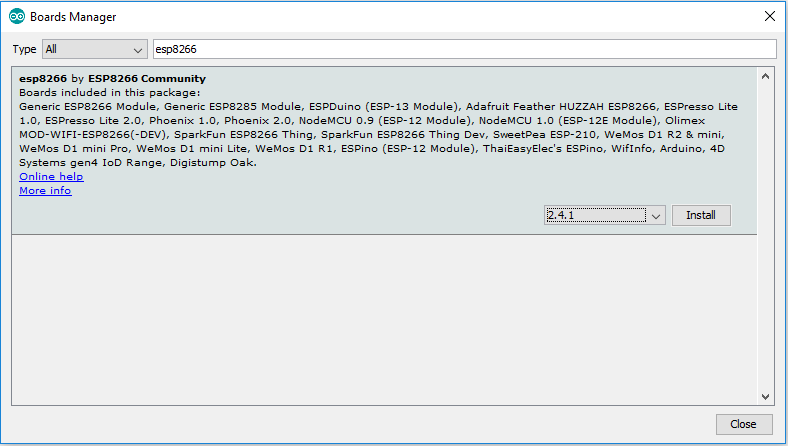 Boards Manager
Type All esp8266
esp8266 by ESP8266 Community
Boards included in this package:
Generic ESP8266 Module, Generic ESP8285 Module, ESPDuino (ESP-13 Module), Adafruit Feather HUZZAH ESP8266, ESPresso Lite
1.0, ESPresso Lite 2.0, Phoenix 1.0, Phoenix 2.0, NodeMCU 0.9 (ESP-12 Module), NodeMCU 1.0 (ESP-12E Module), Olimex
MOD-WIFI-ESP8266(-DEV), SparkFun ESP8266 Thing, SparkFun ESP8266 Thing Dev, SweetPea ESP-210, WeMos D1 R2 & mini,
WeMos D1 mini Pro, WeMos D1 mini Lite, WeMos D1 R1, ESPino (ESP-12 Module), ThaiEasyElec's ESPino, WifInfo, Arduino, 4D
Systems gen4 IoD Range, Digistump Oak.
Online help
More info
2.4.1 Install
Close